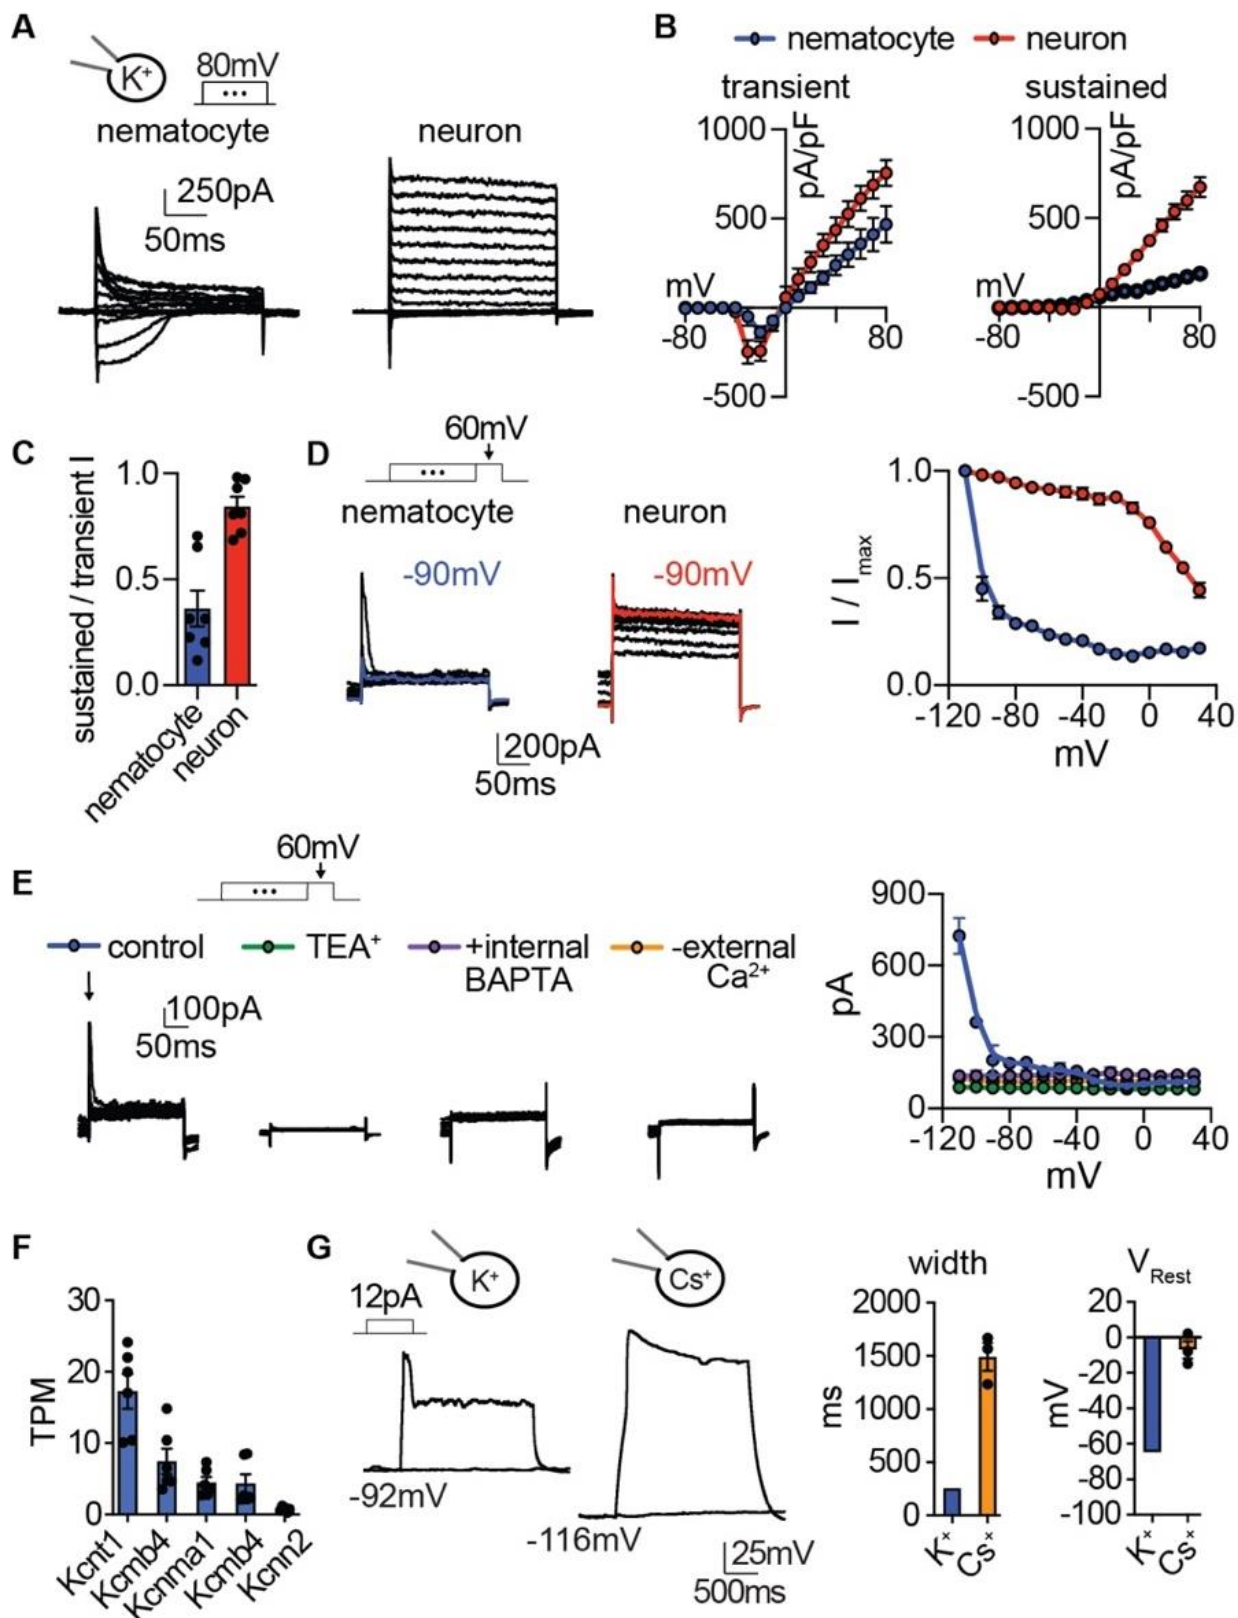 A
K+
80mV
nematocyte
neuron
250pA
50ms
B
nematocyte
neuron
transient
sustained
1000
500
-500
pA/pF
mV
-80
80
1000
500
-500
pA/pF
mV
-80
80
C
sustained / transient I
1.0
0.5
0.0
nematocyte
neuron
D
60mV
nematocyte
neuron
-90mV
-90mV
200pA
50ms
I / Imax
1.0
0.5
0.0
-120 -80 -40 0 40
mV
E
60mV
control
TEA+
+internal
BAPTA
-external
Ca2+
100pA
50ms
pA
900
600
300
0
-120 -80 -40 0 40
mV
F
TPM
30
20
10
0
Kcnt1
Kcmb4
Kcnma1
Kcmb4
Kcnn2
G
K+
Cs+
12pA
-92mV
-116mV
25mV
500ms
width
ms
2000
1500
1000
500
0
K+
Cs+
VRest
mV
20
0
-20
-40
-60
-80
-100
K+
Cs+